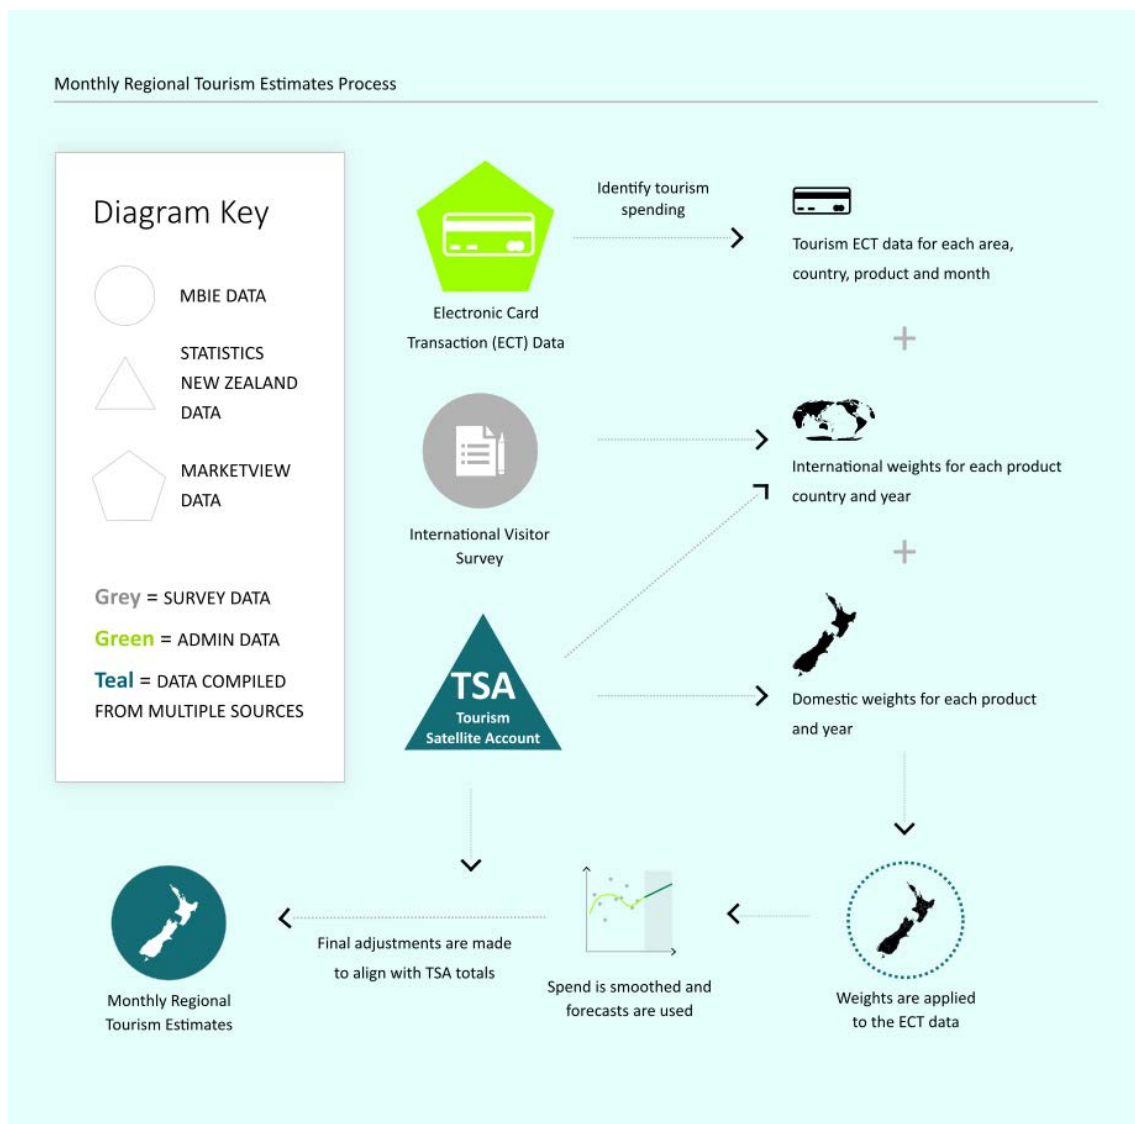 Monthly Regional Tourism Estimates Process
Diagram Key
MBIE DATA
STATISTICS
NEW ZEALAND
DATA
MARKETVIEW
DATA
Grey = SURVEY DATA
Green = ADMIN DATA
Teal = DATA COMPILED
FROM MULTIPLE SOURCES
Electronic Card
Transaction (ECT) Data
Identify tourism
spending
Tourism ECT data for each area,
country, product and month
+
International Visitor
Survey
International weights for each product
country and year
+
TSA
Tourism
Satellite Account
Domestic weights for each product
and year
Weights are applied
to the ECT data
Spend is smoothed and
forecasts are used
Final adjustments are made
to align with TSA totals
Monthly Regional
Tourism Estimates